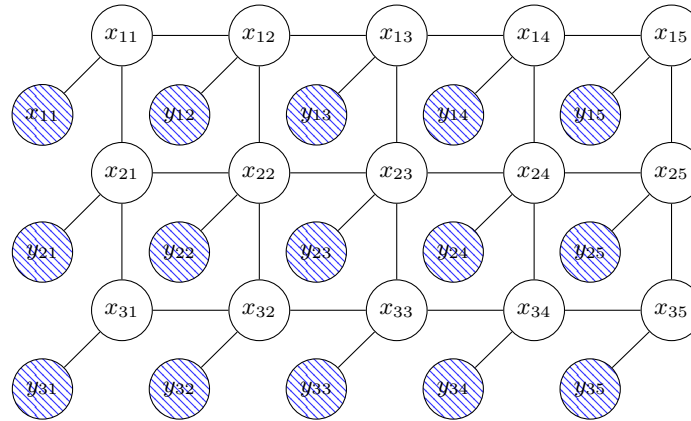 x₁₁ x₁₂ x₁₃ x₁₄ x₁₅
x₁₁ y₁₂ y₁₃ y₁₄ y₁₅
x₂₁ x₂₂ x₂₃ x₂₄ x₂₅
y₂₁ y₂₂ y₂₃ y₂₄ y₂₅
x₃₁ x₃₂ x₃₃ x₃₄ x₃₅
y₃₁ y₃₂ y₃₃ y₃₄ y₃₅